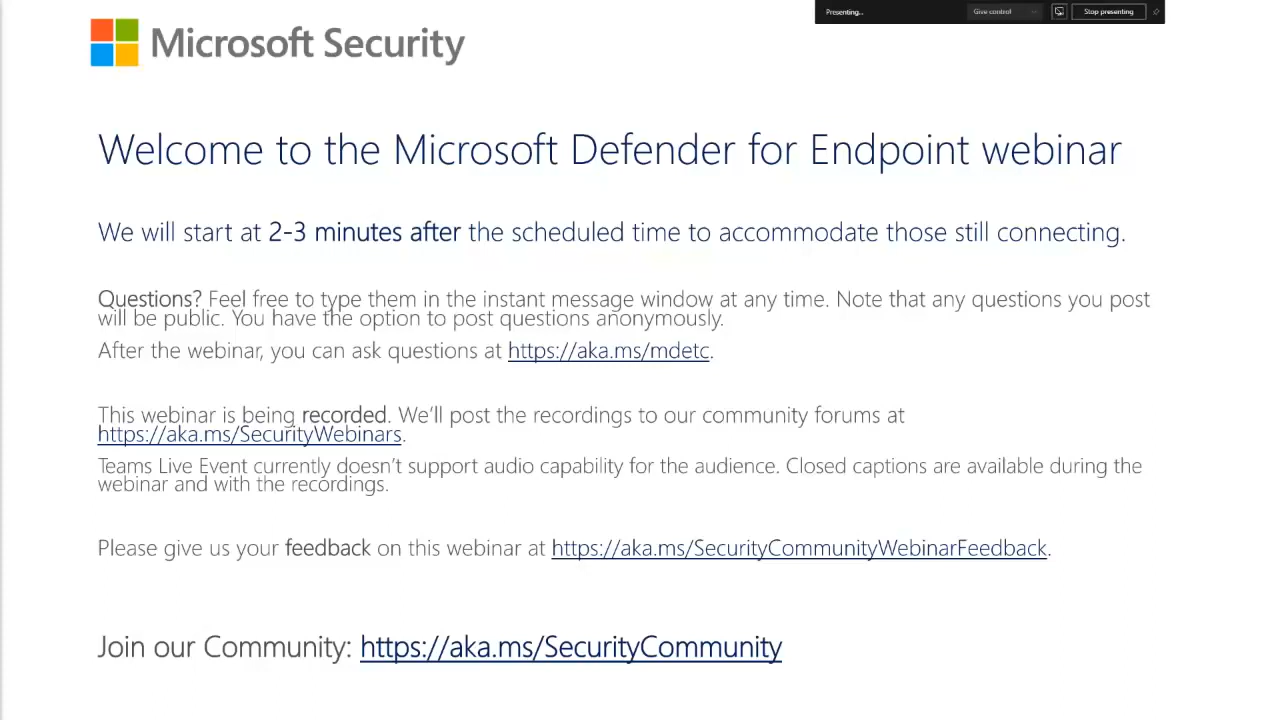 Presenting...
Give control
Stop presenting
Microsoft Security
Welcome to the Microsoft Defender for Endpoint webinar
We will start at 2-3 minutes after the scheduled time to accommodate those still connecting.
Questions? Feel free to type them in the instant message window at any time. Note that any questions you post
will be public. You have the option to post questions anonymously.
After the webinar, you can ask questions at https://aka.ms/mdetc.
This webinar is being recorded. We'll post the recordings to our community forums at
https://aka.ms/SecurityWebinars.
Teams Live Event currently doesn't support audio capability for the audience. Closed captions are available during the
webinar and with the recordings.
Please give us your feedback on this webinar at https://aka.ms/SecurityCommunityWebinarFeedback.
Join our Community: https://aka.ms/SecurityCommunity